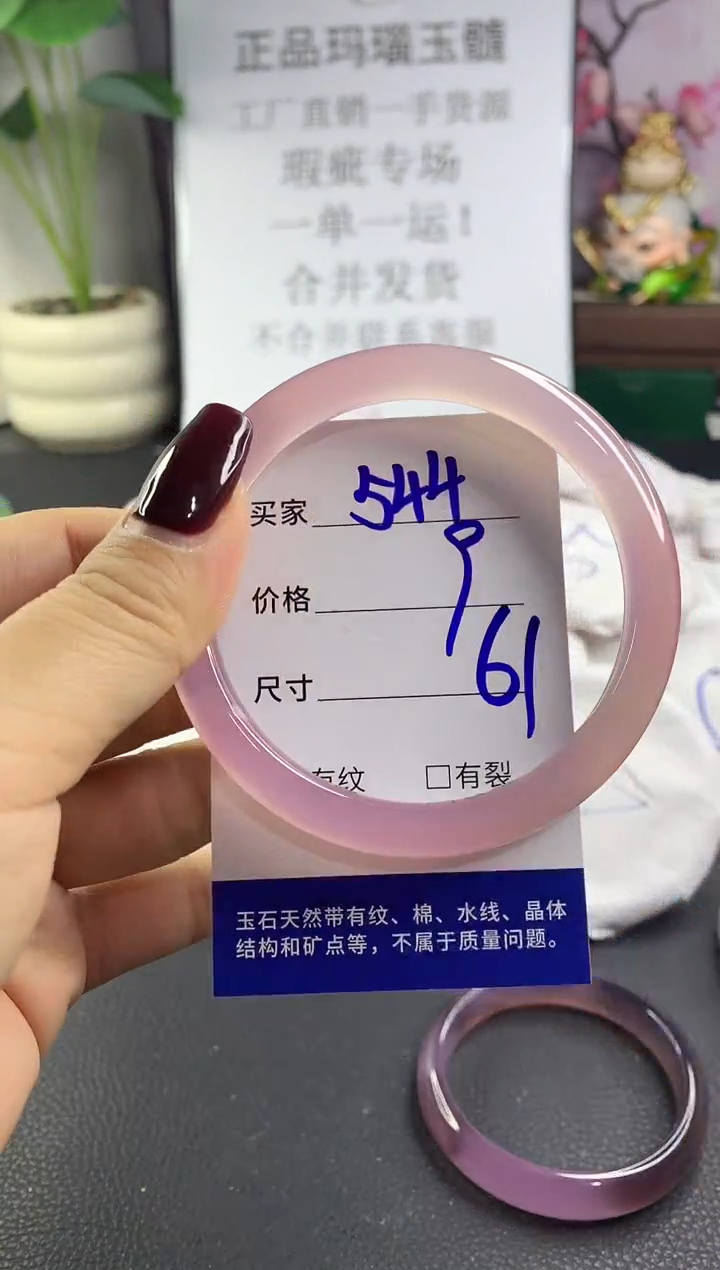 正品玛瑙玉髓
工厂直销一手货源
瑕疵专场
一单一运!
合并发货
不合并联系客服
买家 544
价格 9
尺寸 61
有纹 □有裂
玉石天然带有纹、棉、水线、晶体
结构和矿点等，不属于质量问题。